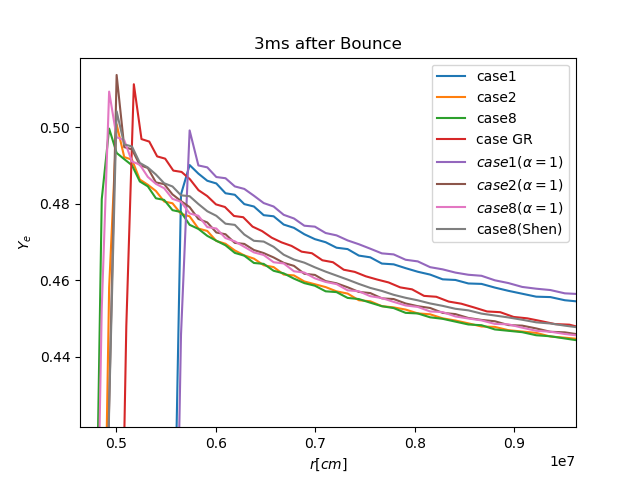 3ms after Bounce
case1
case2
case8
case GR
case1(α = 1)
case2(α = 1)
case8(α = 1)
case8(Shen)
0.50
0.48
0.46
0.44
Y_e
0.5 0.6 0.7 0.8 0.9
1e7
r[cm]